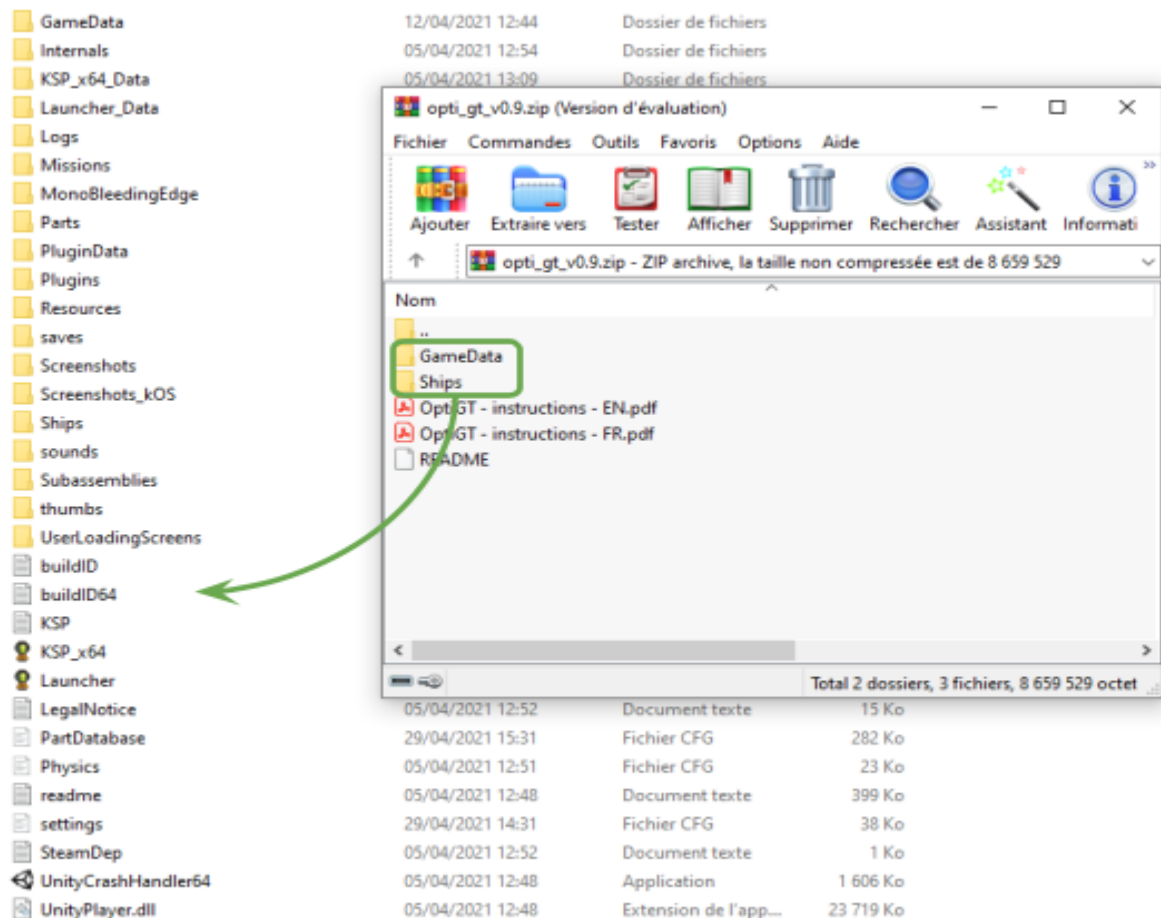 GameData 12/04/2021 12:44 Dossier de fichiers
Internals 05/04/2021 12:54 Dossier de fichiers
KSP_x64_Data 05/04/2021 13:09 Dossier de fichiers
Launcher_Data
Logs
Missions
MonoBleedingEdge
Parts
PluginData
Plugins
Resources
saves
Screenshots
Screenshots_kOS
Ships
sounds
Subassemblies
thumbs
UserLoadingScreens
buildID
buildID64
KSP
KSP_x64
Launcher
LegalNotice 05/04/2021 12:52 Document texte 15 Ko
PartDatabase 29/04/2021 15:31 Fichier CFG 282 Ko
Physics 05/04/2021 12:51 Fichier CFG 23 Ko
readme 05/04/2021 12:48 Document texte 399 Ko
settings 29/04/2021 14:31 Fichier CFG 38 Ko
SteamDep 05/04/2021 12:52 Document texte 1 Ko
UnityCrashHandler64 05/04/2021 12:48 Application 1 606 Ko
UnityPlayer.dll 05/04/2021 12:48 Extension de l'app... 23 719 Ko
opti_gt_v0.9.zip (Version d'évaluation)
Fichier Commandes Outils Favoris Options Aide
Ajouter Extraire vers Tester Afficher Supprimer Rechercher Assistant Informati
opti_gt_v0.9.zip - ZIP archive, la taille non compressée est de 8 659 529
Nom
..
GameData
Ships
OptiGT - instructions - EN.pdf
OptiGT - instructions - FR.pdf
README
Total 2 dossiers, 3 fichiers, 8 659 529 octet